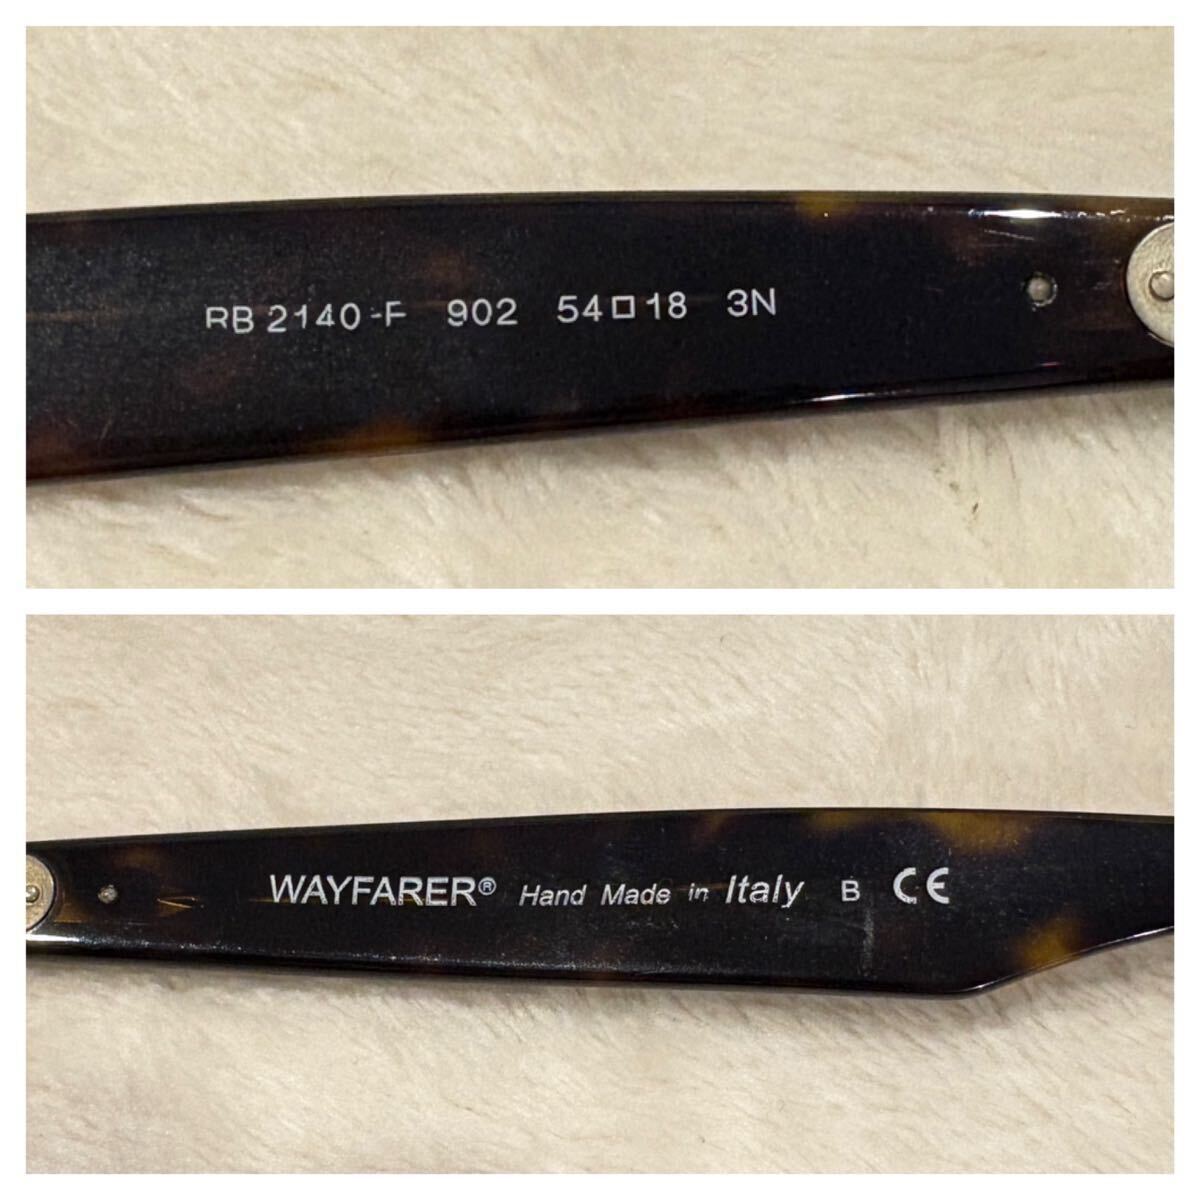 RB 2140-F 902 54□18 3N
WAYFARER® Hand Made in Italy B CE